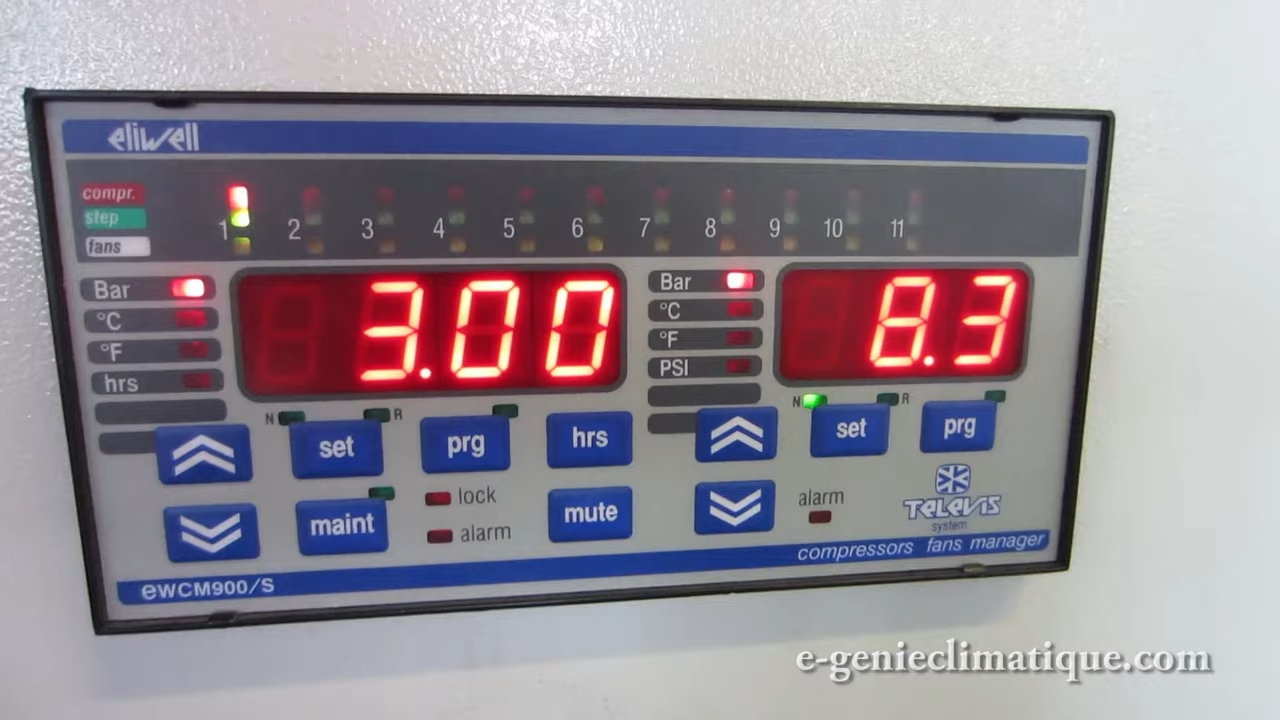 eliwell
compr.
step
fans
1 2 3 4 5 6 7 8 9 10 11
Bar
°C
°F
hrs
3.00
Bar
°C
°F
PSI
8.3
N R
set
prg
hrs
maint
lock
alarm
mute
N R
set
prg
alarm
TELEVIS
system
compressors fans manager
eWCM900/S
e-genieclimatique.com